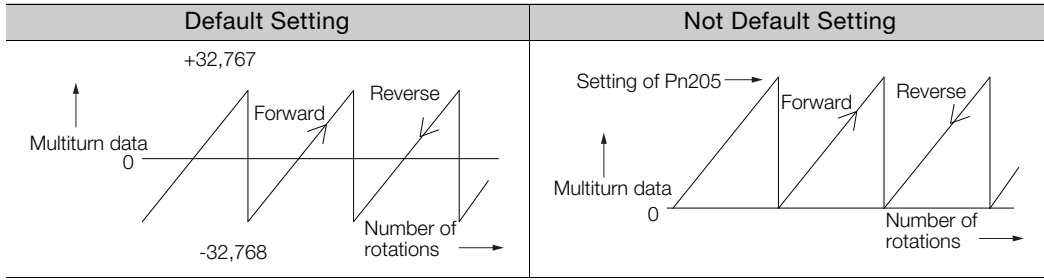 Default Setting
Not Default Setting
+32,767
Forward
Reverse
Multiturn data
0
Number of
rotations
-32,768
Setting of Pn205
Forward
Reverse
Multiturn data
0
Number of
rotations